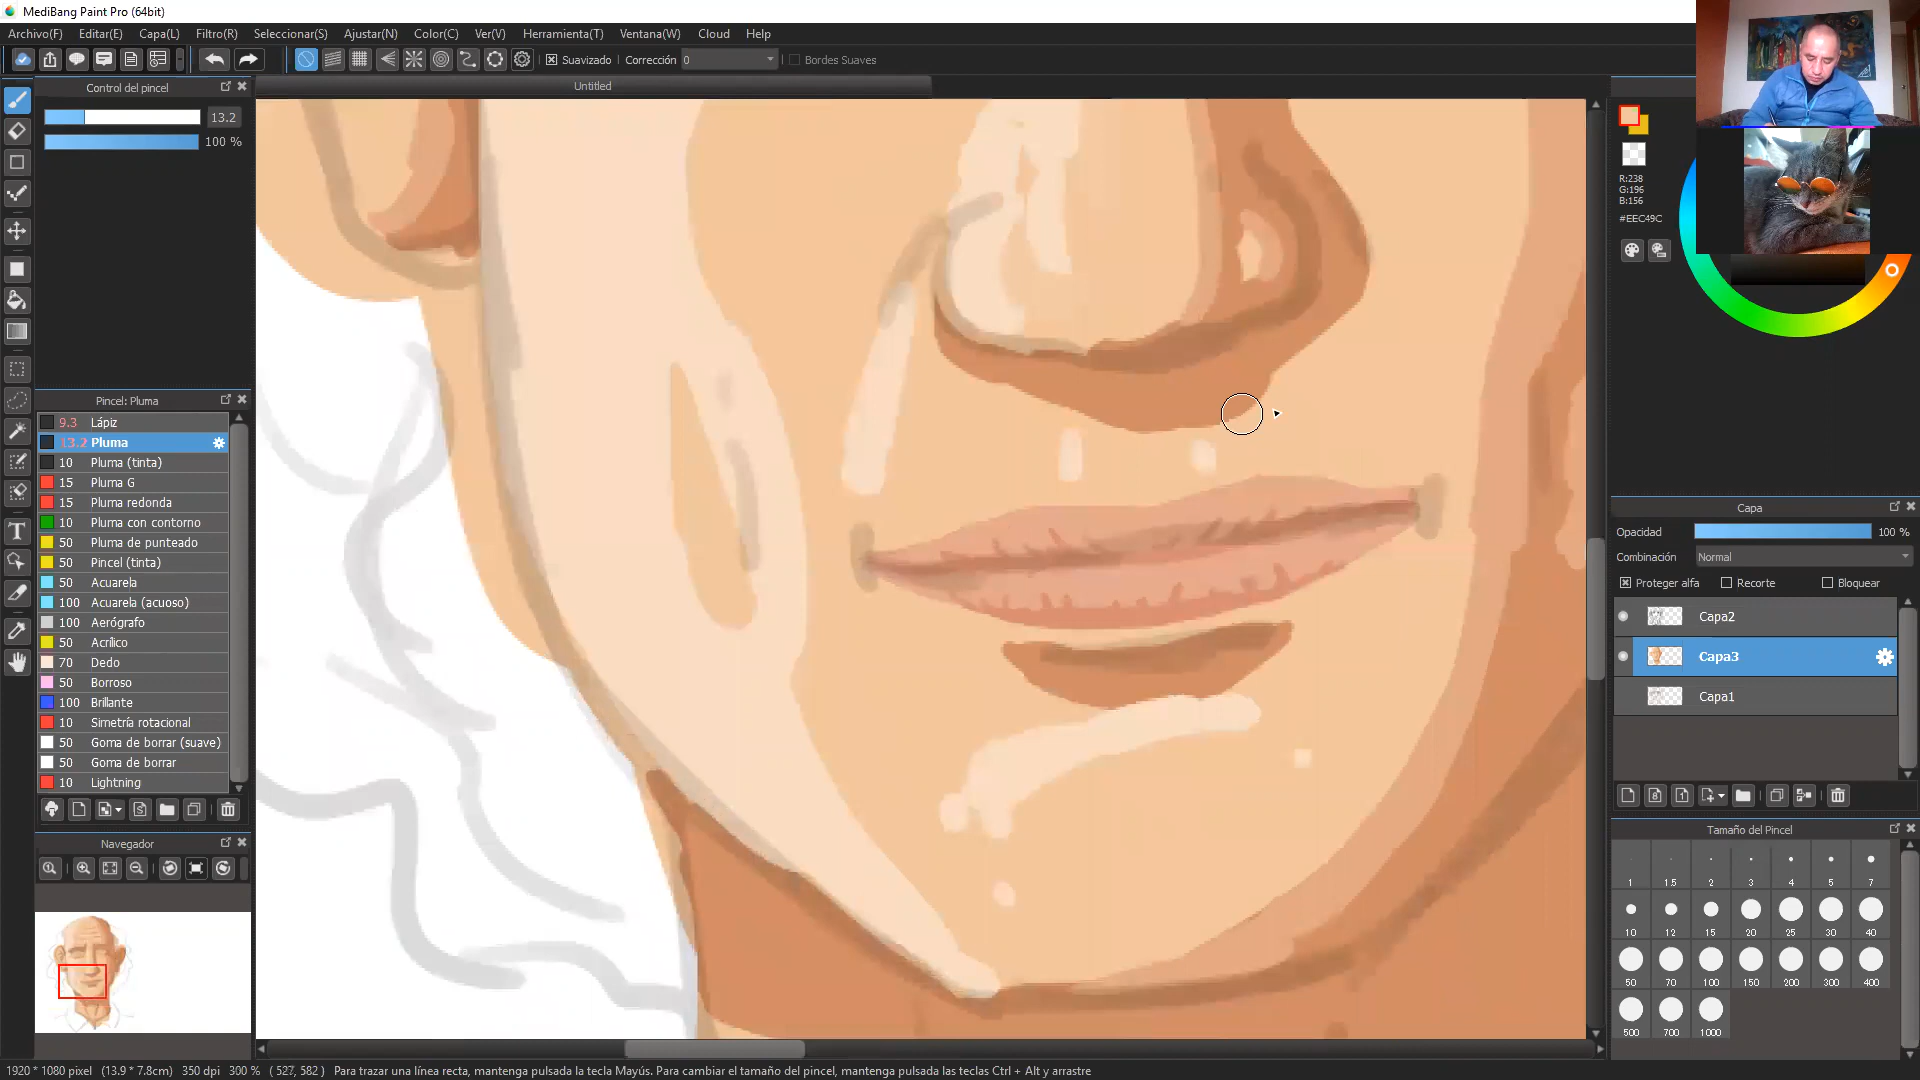 MediBang Paint Pro (64bit)
Archivo(F) Editar(E) Capa(L) Filtro(R) Seleccionar(S) Ajustar(N) Color(C) Ver(V) Herramienta(T) Ventana(W) Cloud Help
Suavizado Corrección 0 Bordes Suaves
Control del pincel
Untitled
13.2
100 %
R:238
G:196
B:156
#EEC49C
Pincel: Pluma
9.3 Lápiz
13.2 Pluma
10 Pluma (tinta)
15 Pluma G
15 Pluma redonda
10 Pluma con contorno
50 Pluma de punteado
50 Pincel (tinta)
50 Acuarela
100 Acuarela (acuoso)
100 Aerógrafo
50 Acrílico
70 Dedo
50 Borroso
100 Brillante
10 Simetría rotacional
50 Goma de borrar (suave)
50 Goma de borrar
10 Lightning
Navegador
Capa
Opacidad 100 %
Combinación Normal
Proteger alfa Recorte Bloquear
Capa2
Capa3
Capa1
Tamaño del Pincel
1 1.5 2 3 4 5 7
10 12 15 20 25 30 40
50 70 100 150 200 300 400
500 700 1000
1920 * 1080 pixel (13.9 * 7.8cm) 350 dpi 300 % ( 527, 582 ) Para trazar una línea recta, mantenga pulsada la tecla Mayús. Para cambiar el tamaño del pincel, mantenga pulsadas las teclas Ctrl + Alt y arrastre